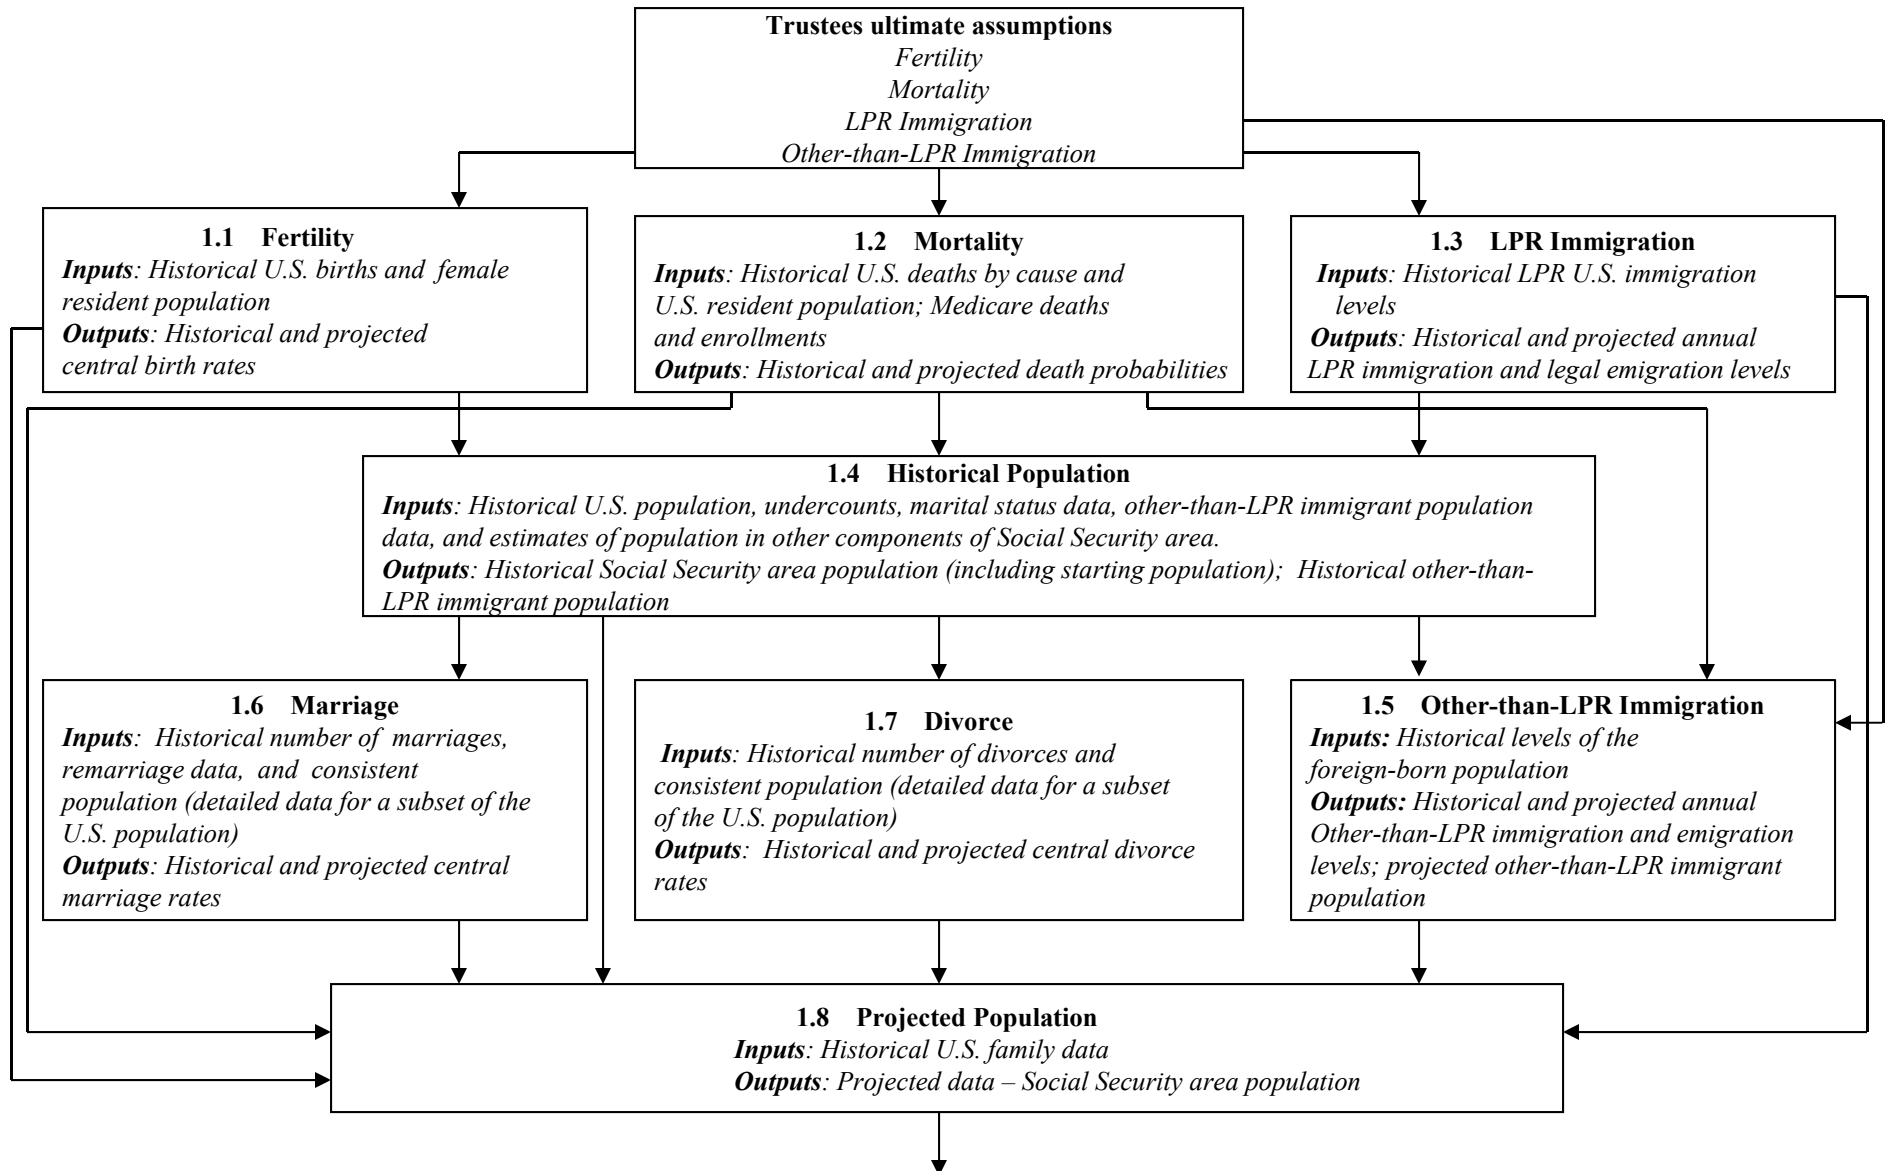 Trustees ultimate assumptions
Fertility
Mortality
LPR Immigration
Other-than-LPR Immigration
1.1 Fertility
Inputs: Historical U.S. births and female
resident population
Outputs: Historical and projected
central birth rates
1.2 Mortality
Inputs: Historical U.S. deaths by cause and
U.S. resident population; Medicare deaths
and enrollments
Outputs: Historical and projected death probabilities
1.3 LPR Immigration
Inputs: Historical LPR U.S. immigration
levels
Outputs: Historical and projected annual
LPR immigration and legal emigration levels
1.4 Historical Population
Inputs: Historical U.S. population, undercounts, marital status data, other-than-LPR immigrant population
data, and estimates of population in other components of Social Security area.
Outputs: Historical Social Security area population (including starting population); Historical other-than-
LPR immigrant population
1.6 Marriage
Inputs: Historical number of marriages,
remarriage data, and consistent
population (detailed data for a subset of the
U.S. population)
Outputs: Historical and projected central
marriage rates
1.7 Divorce
Inputs: Historical number of divorces and
consistent population (detailed data for a subset
of the U.S. population)
Outputs: Historical and projected central divorce
rates
1.5 Other-than-LPR Immigration
Inputs: Historical levels of the
foreign-born population
Outputs: Historical and projected annual
Other-than-LPR immigration and emigration
levels; projected other-than-LPR immigrant
population
1.8 Projected Population
Inputs: Historical U.S. family data
Outputs: Projected data – Social Security area population